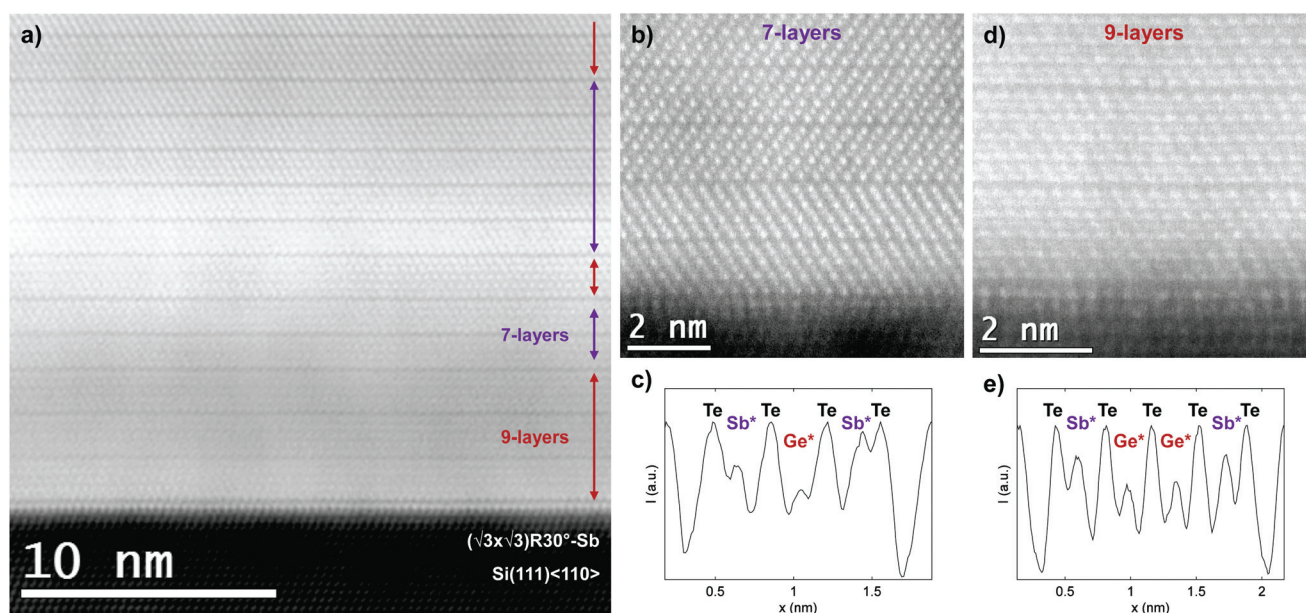 a)
7-layers
9-layers
(√3x√3)R30°-Sb
Si(111)<110>
10 nm
b)
7-layers
2 nm
d)
9-layers
2 nm
c)
Te Te Te Te
Sb* Sb*
Ge*
I (a.u.)
0.5 1 1.5
x (nm)
e)
Te Te Te Te Te
Sb* Sb*
Ge* Ge*
I (a.u.)
0.5 1 1.5 2
x (nm)